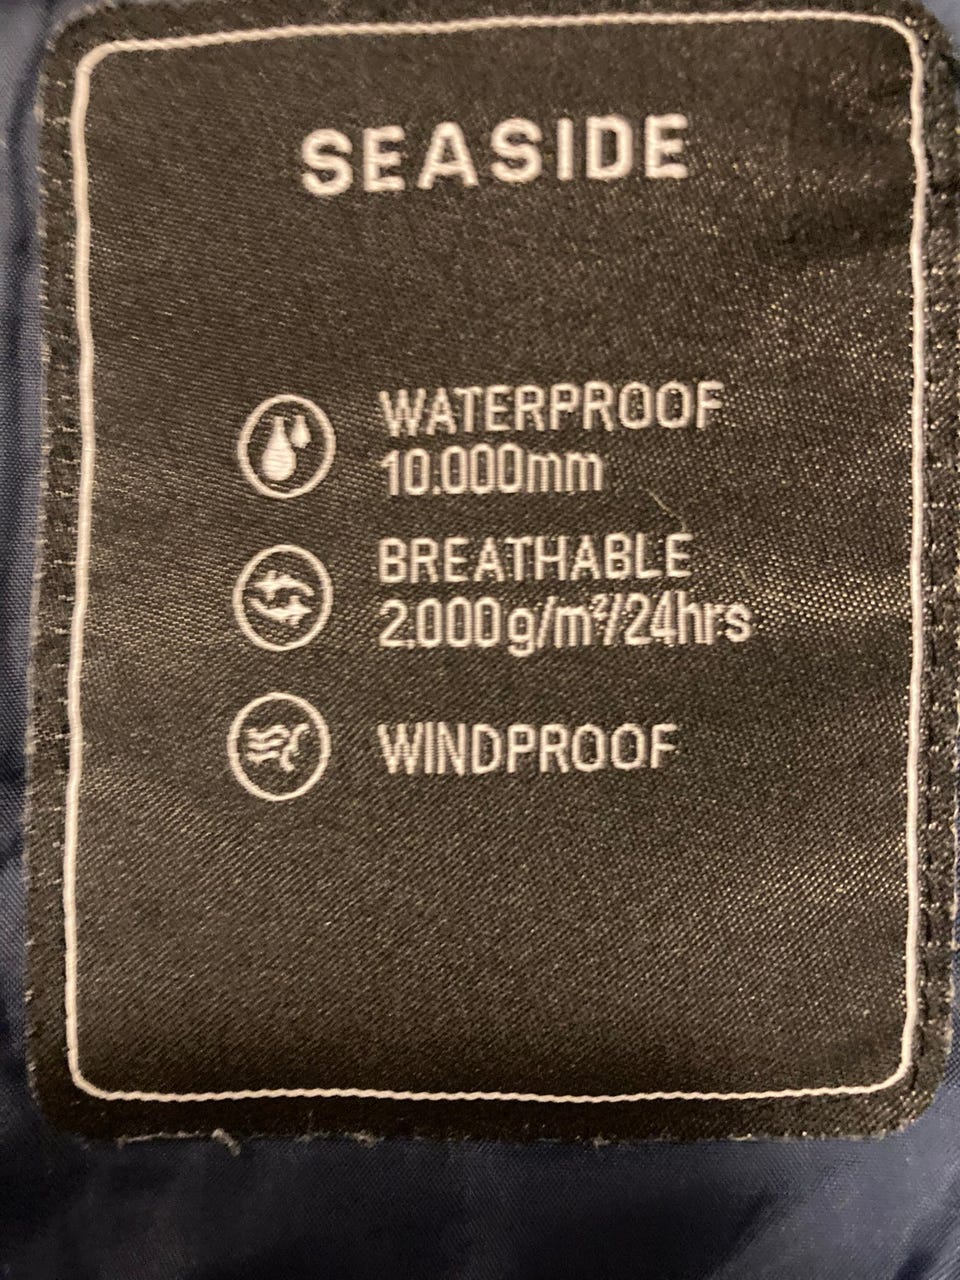 SEASIDE
WATERPROOF
10.000mm
BREATHABLE
2.000g/m²/24hrs
WINDPROOF